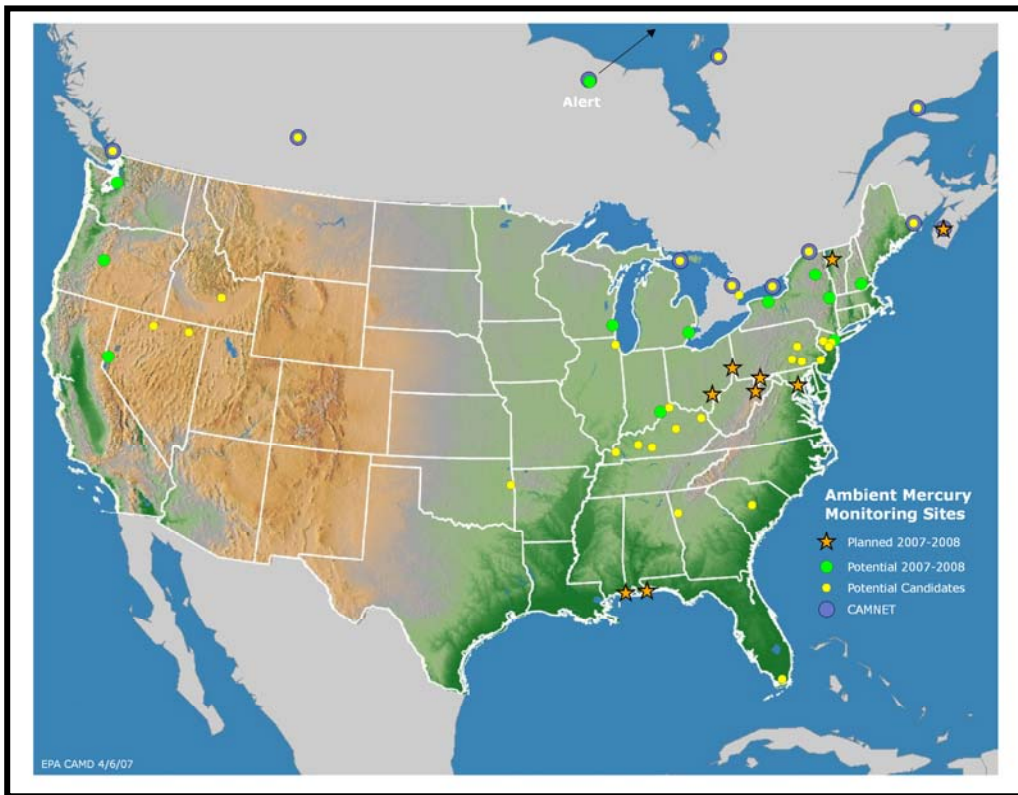 Alert
Ambient Mercury
Monitoring Sites
Planned 2007-2008
Potential 2007-2008
Potential Candidates
CAMNET
EPA CAMD 4/6/07